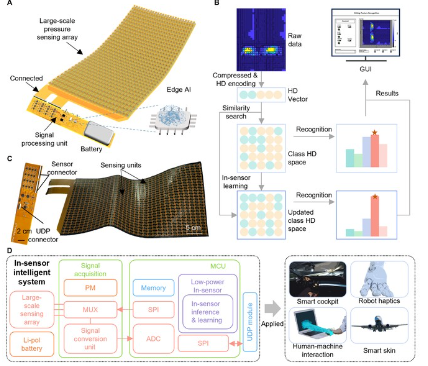 A
Large-scale
pressure
sensing array
Connected
Edge AI
Signal
processing unit
Battery
B
Raw
data
GUI
Compressed &
HD encoding
HD
Vector
Results
Similarity
search
Recognition
Class HD
space
In-sensor
learning
Recognition
Updated
class HD
space
C
Sensor
connector
Sensing units
2 cm
UDP
connector
6 cm
D
In-sensor
intelligent
system
Large-
scale
sensing
array
Li-pol
battery
Signal
acquisition
PM
MUX
Signal
conversion
unit
MCU
Memory
SPI
ADC
Low-power
In-sensor
In-sensor
inference
& learning
SPI
UDP module
Applied
Smart cockpit
Robot haptics
Human-machine
interaction
Smart skin